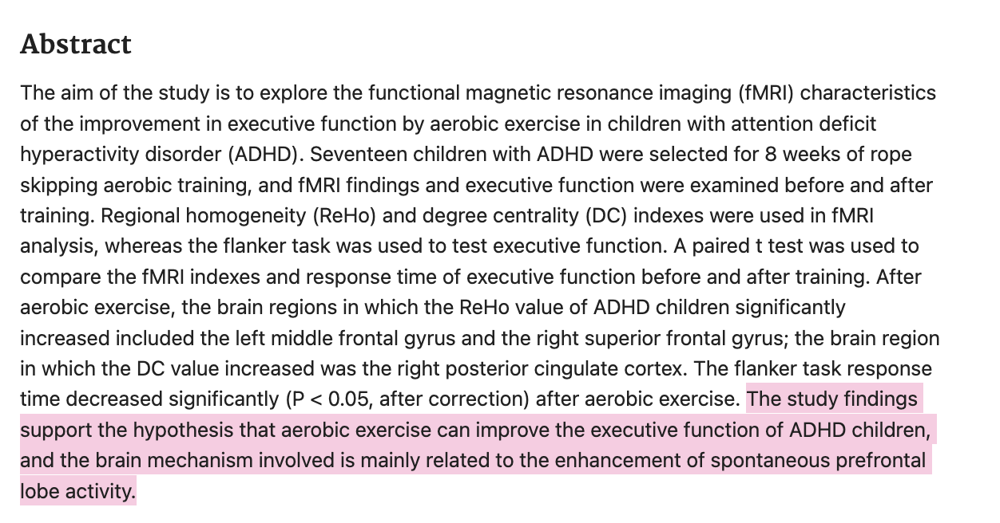 Abstract
The aim of the study is to explore the functional magnetic resonance imaging (fMRI) characteristics
of the improvement in executive function by aerobic exercise in children with attention deficit
hyperactivity disorder (ADHD). Seventeen children with ADHD were selected for 8 weeks of rope
skipping aerobic training, and fMRI findings and executive function were examined before and after
training. Regional homogeneity (ReHo) and degree centrality (DC) indexes were used in fMRI
analysis, whereas the flanker task was used to test executive function. A paired t test was used to
compare the fMRI indexes and response time of executive function before and after training. After
aerobic exercise, the brain regions in which the ReHo value of ADHD children significantly
increased included the left middle frontal gyrus and the right superior frontal gyrus; the brain region
in which the DC value increased was the right posterior cingulate cortex. The flanker task response
time decreased significantly (P < 0.05, after correction) after aerobic exercise. The study findings
support the hypothesis that aerobic exercise can improve the executive function of ADHD children,
and the brain mechanism involved is mainly related to the enhancement of spontaneous prefrontal
lobe activity.